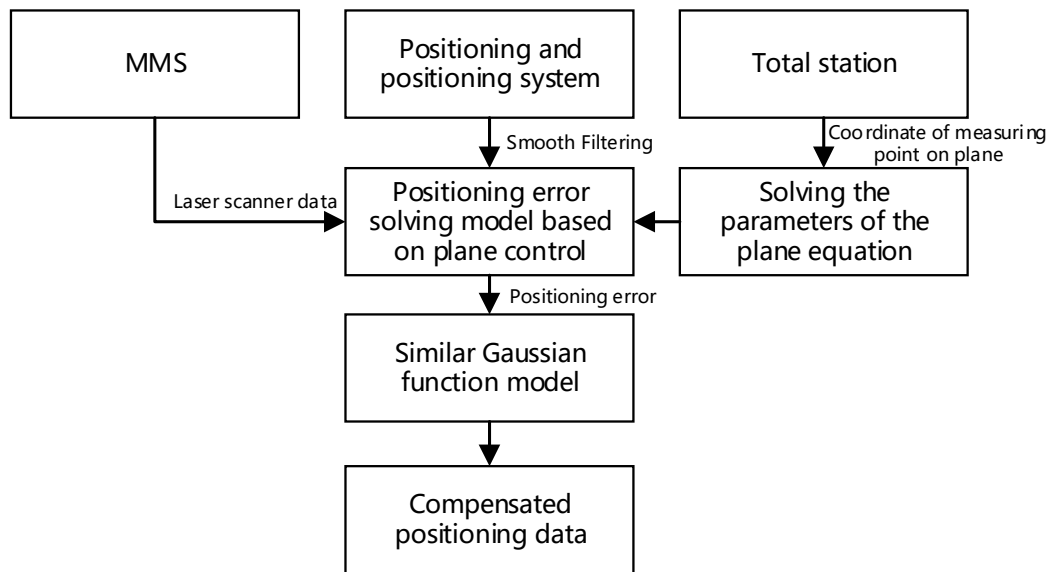 MMS
Positioning and
positioning system
Total station
Smooth Filtering
Coordinate of measuring
point on plane
Laser scanner data
Positioning error
solving model based
on plane control
Solving the
parameters of the
plane equation
Positioning error
Similar Gaussian
function model
Compensated
positioning data